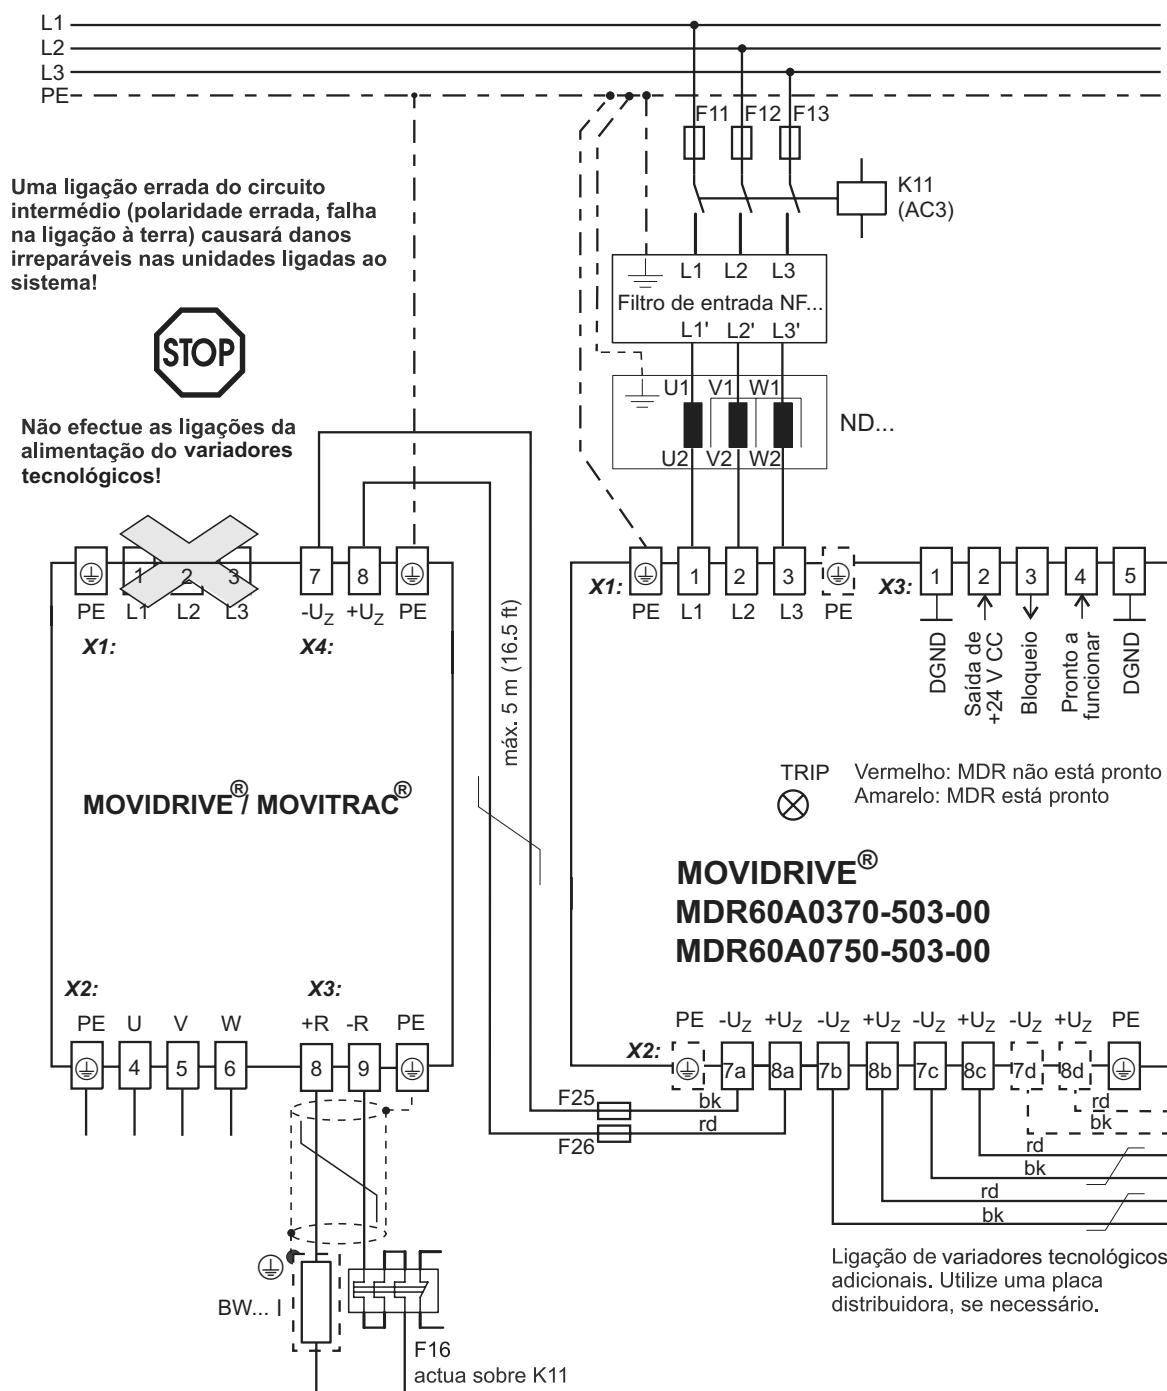 L1
L2
L3
PE
F11 F12 F13
K11
(AC3)
Uma ligação errada do circuito
intermédio (polaridade errada, falha
na ligação à terra) causará danos
irreparáveis nas unidades ligadas ao
sistema!
STOP
Não efectue as ligações da
alimentação do variadores
tecnológicos!
L1 L2 L3
Filtro de entrada NF...
L1' L2' L3'
U1 V1 W1
ND...
U2 V2 W2
1 2 3 7 8
PE L1 L2 L3 -UZ +UZ PE
X1: X4:
máx. 5 m (16.5 ft)
X1: 1 2 3
PE L1 L2 L3 PE
X3: 1 2 3 4 5
DGND
Saída de
+24 V CC
Bloqueio
Pronto a
funcionar
DGND
TRIP
Vermelho: MDR não está pronto
Amarelo: MDR está pronto
MOVIDRIVE® / MOVITRAC®
MOVIDRIVE®
MDR60A0370-503-00
MDR60A0750-503-00
X2: X3:
PE U V W +R -R PE
4 5 6 8 9
PE -UZ +UZ -UZ +UZ -UZ +UZ -UZ +UZ PE
X2: 7a 8a 7b 8b 7c 8c 7d 8d
F25 bk
F26 rd
rd
bk
rd
bk
rd
bk
Ligação de variadores tecnológicos
adicionais. Utilize uma placa
distribuidora, se necessário.
BW...
F16
actua sobre K11